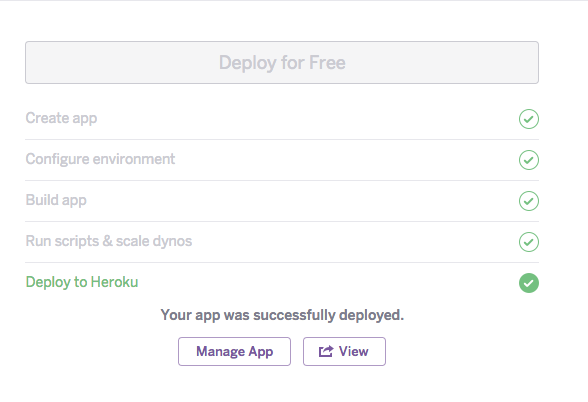 Deploy for Free
Create app
Configure environment
Build app
Run scripts & scale dynos
Deploy to Heroku
Your app was successfully deployed.
Manage App
View